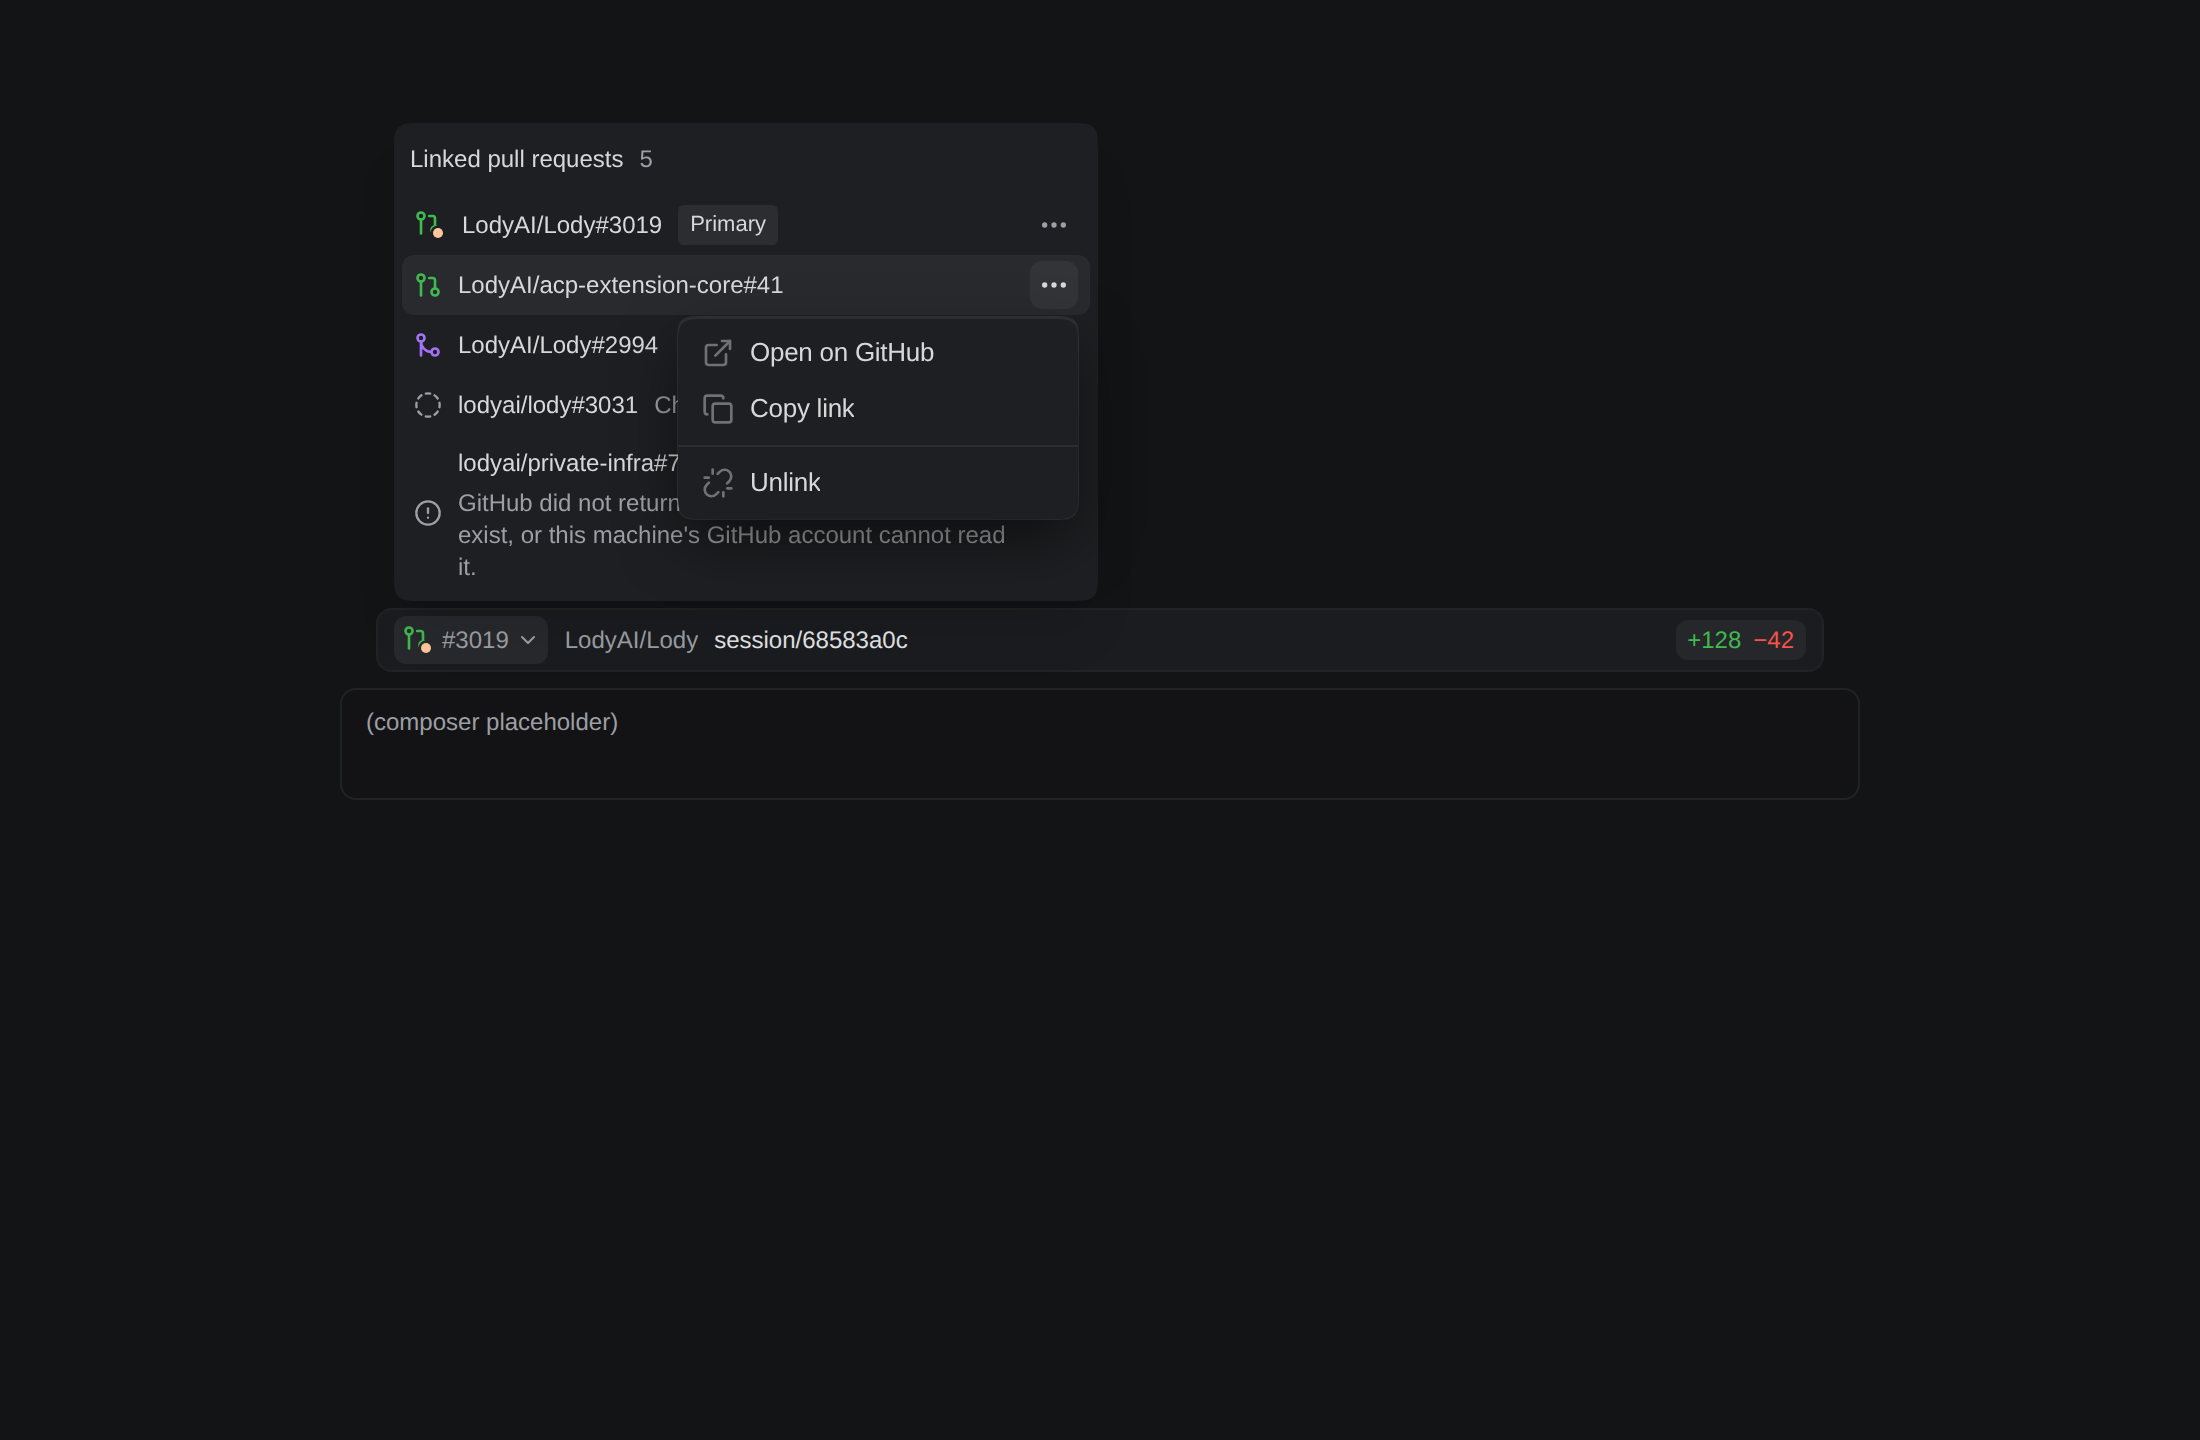 Linked pull requests 5
LodyAI/Lody#3019 Primary
LodyAI/acp-extension-core#41
LodyAI/Lody#2994
Open on GitHub
lodyai/lody#3031
Copy link
lodyai/private-infra#7
Unlink
GitHub did not return
exist, or this machine's GitHub account cannot read
it.
#3019 LodyAI/Lody session/68583a0c +128 −42
(composer placeholder)